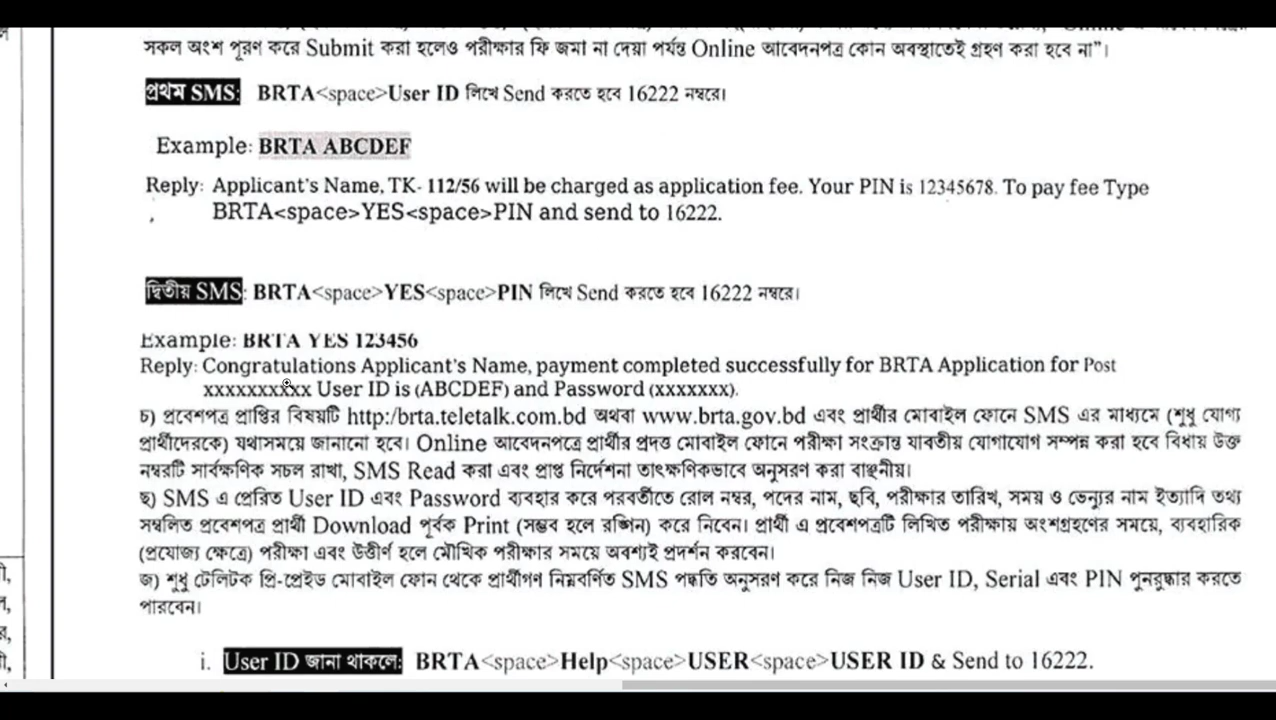 সকল অংশ পূরণ করে Submit করা হলেও পরীক্ষার ফি জমা না দেয়া পর্যন্ত Online আবেদনপত্র কোন অবস্থাতেই গ্রহণ করা হবে না”।
প্রথম SMS: BRTA<space>User ID লিখে Send করতে হবে 16222 নম্বরে।
Example: BRTA ABCDEF
Reply: Applicant's Name, TK- 112/56 will be charged as application fee. Your PIN is 12345678. To pay fee Type
BRTA<space>YES<space>PIN and send to 16222.
দ্বিতীয় SMS: BRTA<space>YES<space>PIN লিখে Send করতে হবে 16222 নম্বরে।
Example: BRTA YES 123456
Reply: Congratulations Applicant's Name, payment completed successfully for BRTA Application for Post
xxxxxxxxxx User ID is (ABCDEF) and Password (xxxxxxx).
চ) প্রবেশপত্র প্রাপ্তির বিষয়টি http:/brta.teletalk.com.bd অথবা www.brta.gov.bd এবং প্রার্থীর মোবাইল ফোনে SMS এর মাধ্যমে (শুধু যোগ্য
প্রার্থীদেরকে) যথাসময়ে জানানো হবে। Online আবেদনপত্রে প্রার্থীর প্রদত্ত মোবাইল ফোনে পরীক্ষা সংক্রান্ত যাবতীয় যোগাযোগ সম্পন্ন করা হবে বিধায় উক্ত
নম্বরটি সার্বক্ষণিক সচল রাখা, SMS Read করা এবং প্রাপ্ত নির্দেশনা তাৎক্ষণিকভাবে অনুসরণ করা বাঞ্ছনীয়।
ছ) SMS এ প্রেরিত User ID এবং Password ব্যবহার করে পরবর্তীতে রোল নম্বর, পদের নাম, ছবি, পরীক্ষার তারিখ, সময় ও ভেন্যুর নাম ইত্যাদি তথ্য
সম্বলিত প্রবেশপত্র প্রার্থী Download পূর্বক Print (সম্ভব হলে রঙ্গিন) করে নিবেন। প্রার্থী এ প্রবেশপত্রটি লিখিত পরীক্ষায় অংশগ্রহণের সময়ে, ব্যবহারিক
(প্রযোজ্য ক্ষেত্রে) পরীক্ষা এবং উত্তীর্ণ হলে মৌখিক পরীক্ষার সময়ে অবশ্যই প্রদর্শন করবেন।
জ) শুধু টেলিটক প্রি-প্রেইড মোবাইল ফোন থেকে প্রার্থীগণ নিম্নবর্ণিত SMS পদ্ধতি অনুসরণ করে নিজ নিজ User ID, Serial এবং PIN পুনরুদ্ধার করতে
পারবেন।
i. User ID জানা থাকলে: BRTA<space>Help<space>USER<space>USER ID & Send to 16222.